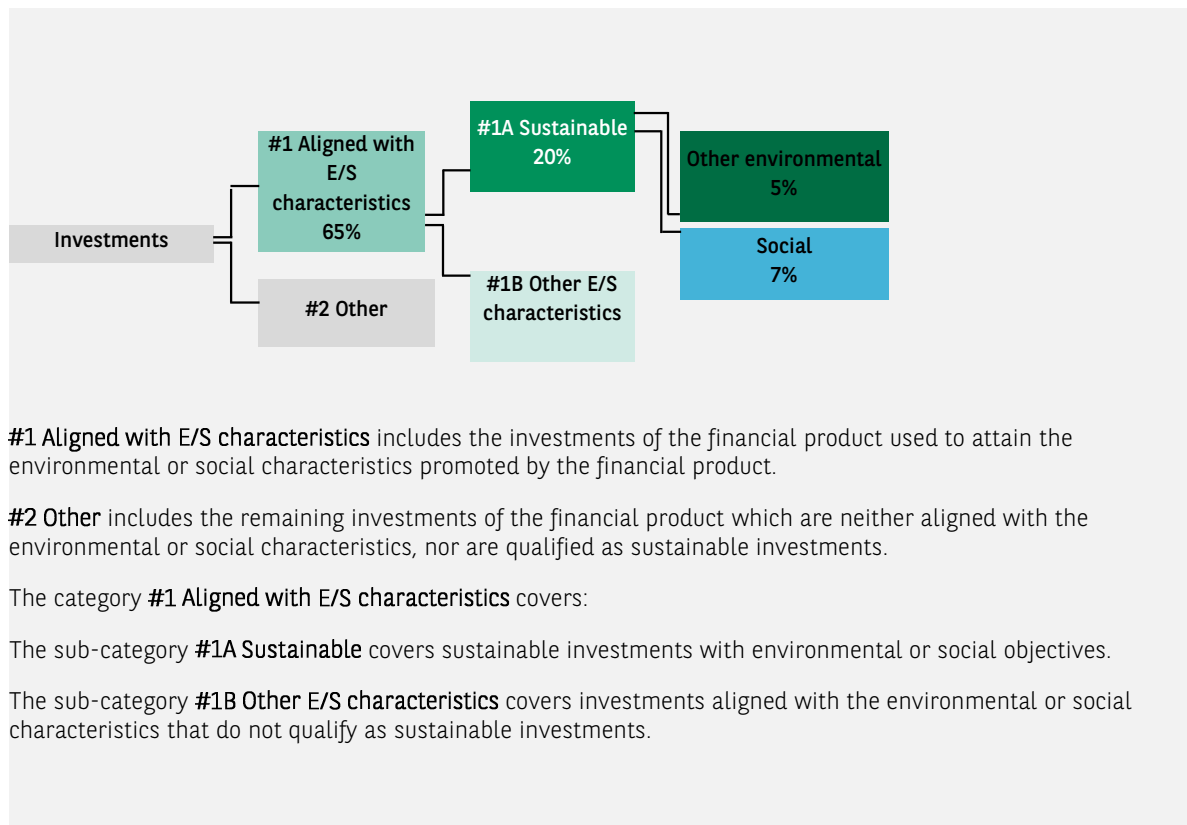 #1A Sustainable
20%
#1 Aligned with
E/S
characteristics
65%
Other environmental
5%
Investments
Social
7%
#1B Other E/S
characteristics
#2 Other
#1 Aligned with E/S characteristics includes the investments of the financial product used to attain the
environmental or social characteristics promoted by the financial product.
#2 Other includes the remaining investments of the financial product which are neither aligned with the
environmental or social characteristics, nor are qualified as sustainable investments.
The category #1 Aligned with E/S characteristics covers:
The sub-category #1A Sustainable covers sustainable investments with environmental or social objectives.
The sub-category #1B Other E/S characteristics covers investments aligned with the environmental or social
characteristics that do not qualify as sustainable investments.